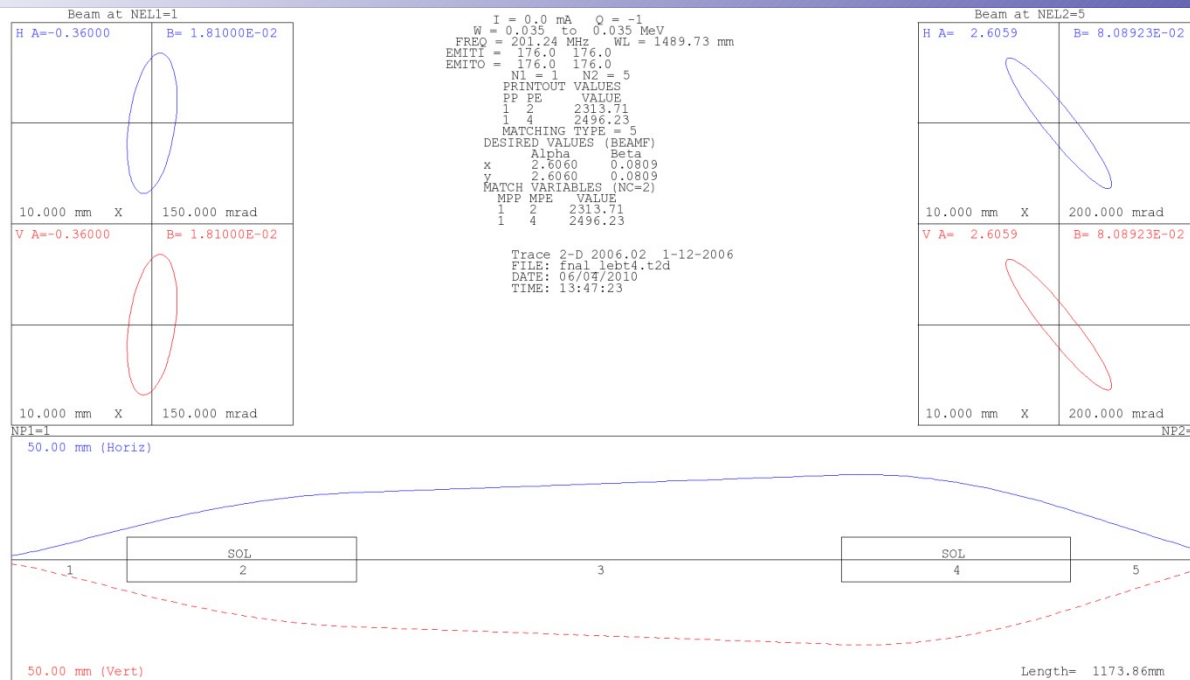 Beam at NEL1=1
H A=-0.36000 B= 1.81000E-02
10.000 mm X 150.000 mrad
V A=-0.36000 B= 1.81000E-02
10.000 mm X 150.000 mrad
NP1=1
I = 0.0 mA Q = -1
W = 0.035 to 0.035 MeV
FREQ = 201.24 MHz WL = 1489.73 mm
EMITI = 176.0 176.0
EMITO = 176.0 176.0
N1 = 1 N2 = 5
PRINTOUT VALUES
PP PE VALUE
1 2 2313.71
1 4 2496.23
MATCHING TYPE = 5
DESIRED VALUES (BEAMF)
Alpha Beta
x 2.6060 0.0809
y 2.6060 0.0809
MATCH VARIABLES (NC=2)
MPP MPE VALUE
1 2 2313.71
1 4 2496.23
Trace 2-D 2006.02 1-12-2006
FILE: fnal_lebt4.t2d
DATE: 06/04/2010
TIME: 13:47:23
Beam at NEL2=5
H A= 2.6059 B= 8.08923E-02
10.000 mm X 200.000 mrad
V A= 2.6059 B= 8.08923E-02
10.000 mm X 200.000 mrad
NP2=
50.00 mm (Horiz)
SOL SOL
1 2 3 4 5
50.00 mm (Vert) Length= 1173.86mm